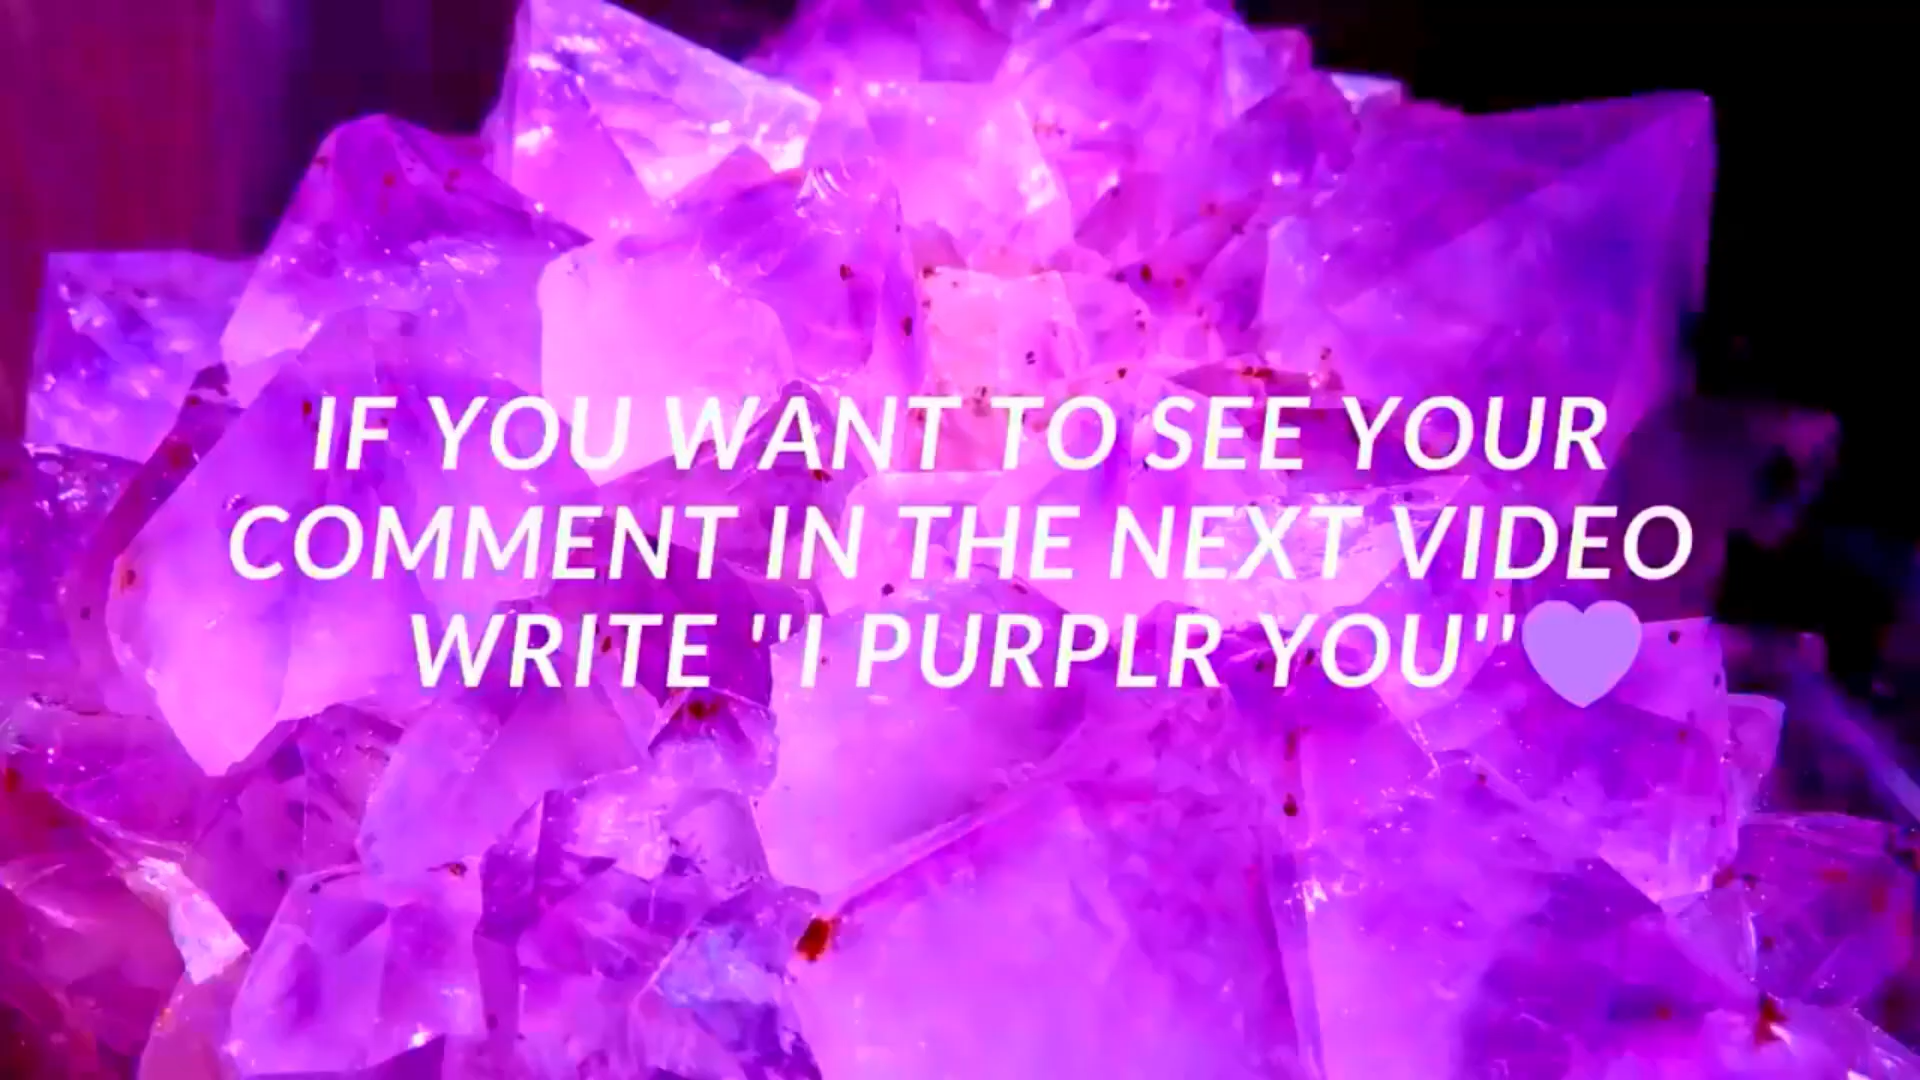 IF YOU WANT TO SEE YOUR
COMMENT IN THE NEXT VIDEO
WRITE "I PURPLR YOU"💜